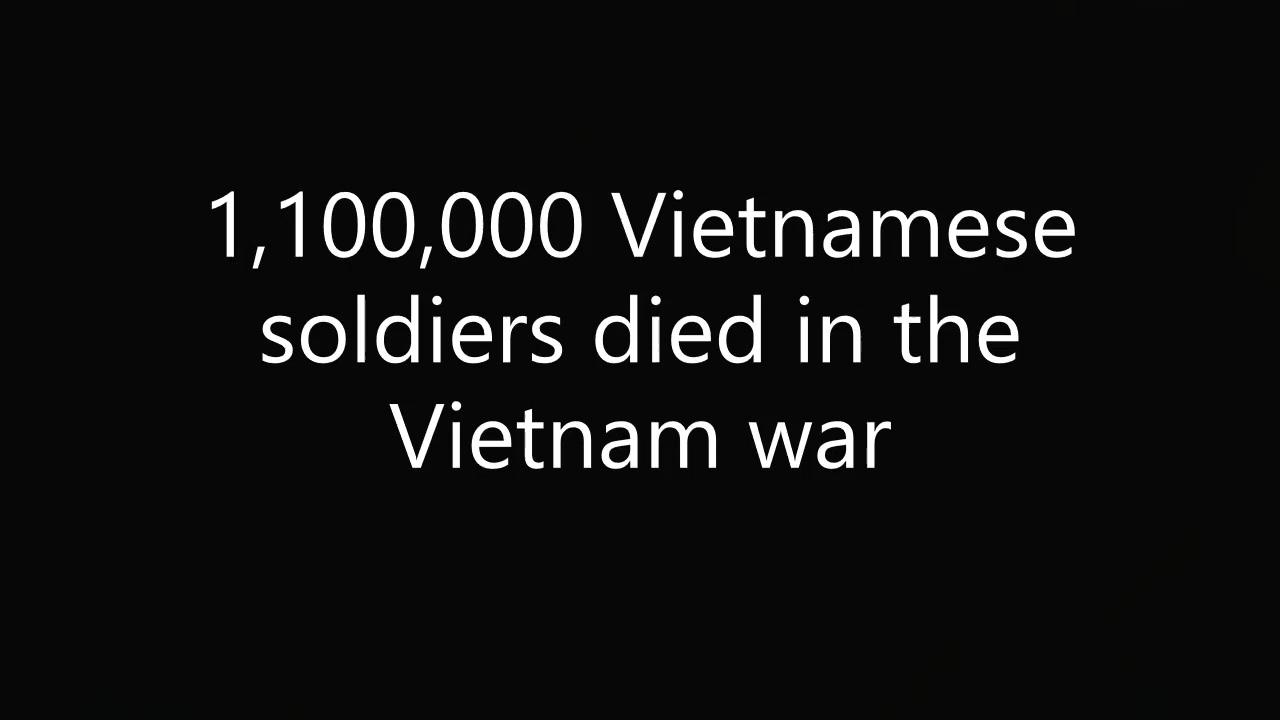 1,100,000 Vietnamese
soldiers died in the
Vietnam war